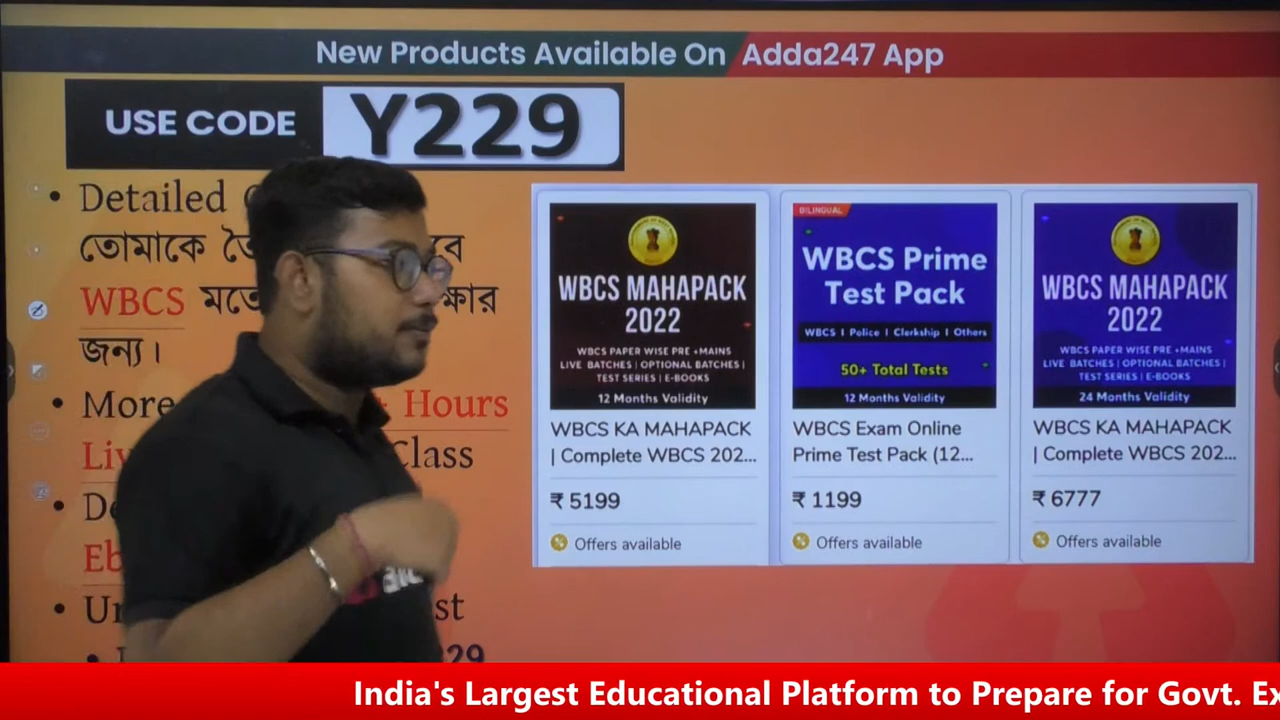 New Products Available On Adda247 App
USE CODE Y229
• Detailed
তোমাকে
WBCS
জন্য।
• More Hours
Class
•
•
st
•
WBCS MAHAPACK
2022
WBCS PAPER WISE PRE +MAINS
LIVE BATCHES | OPTIONAL BATCHES |
TEST SERIES | E-BOOKS
12 Months Validity
WBCS KA MAHAPACK
| Complete WBCS 202...
₹ 5199
Offers available
BILINGUAL
WBCS Prime
Test Pack
WBCS | Police | Clerkship | Others
50+ Total Tests
12 Months Validity
WBCS Exam Online
Prime Test Pack (12...
₹ 1199
Offers available
WBCS MAHAPACK
2022
WBCS PAPER WISE PRE +MAINS
LIVE BATCHES | OPTIONAL BATCHES |
TEST SERIES | E-BOOKS
24 Months Validity
WBCS KA MAHAPACK
| Complete WBCS 202...
₹ 6777
Offers available
India's Largest Educational Platform to Prepare for Govt. Ex